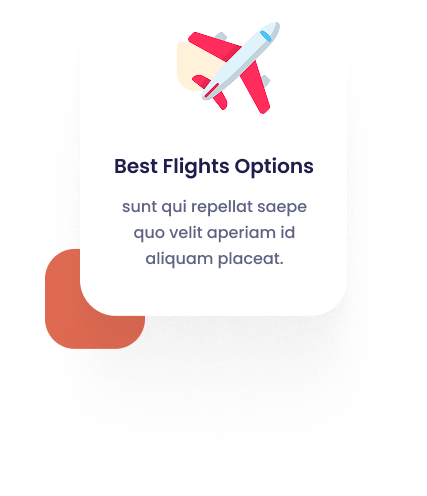 Best Flights Options
sunt qui repellat saepe
quo velit aperiam id
aliquam placeat.